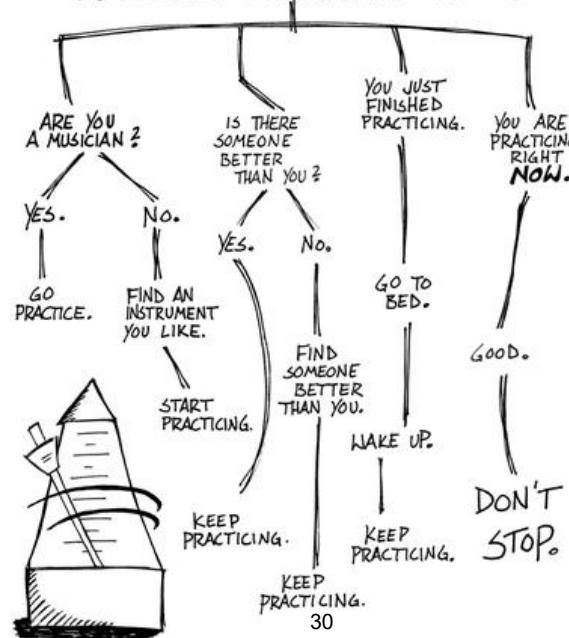 ARE YOU
A MUSICIAN?
YES.
GO
PRACTICE.
NO.
FIND AN
INSTRUMENT
YOU LIKE.
START
PRACTICING.
IS THERE
SOMEONE
BETTER
THAN YOU?
YES.
KEEP
PRACTICING.
NO.
FIND
SOMEONE
BETTER
THAN YOU.
KEEP
PRACTICING.
YOU JUST
FINISHED
PRACTICING.
GO TO
BED.
WAKE UP.
KEEP
PRACTICING.
YOU ARE
PRACTICING
RIGHT
NOW.
GOOD.
DON'T
STOP.
30